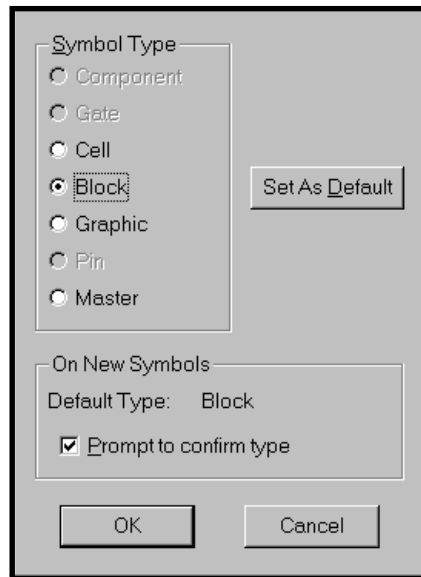 Symbol Type
Component
Gate
Cell
Block
Set As Default
Graphic
Pin
Master
On New Symbols
Default Type: Block
Prompt to confirm type
OK Cancel